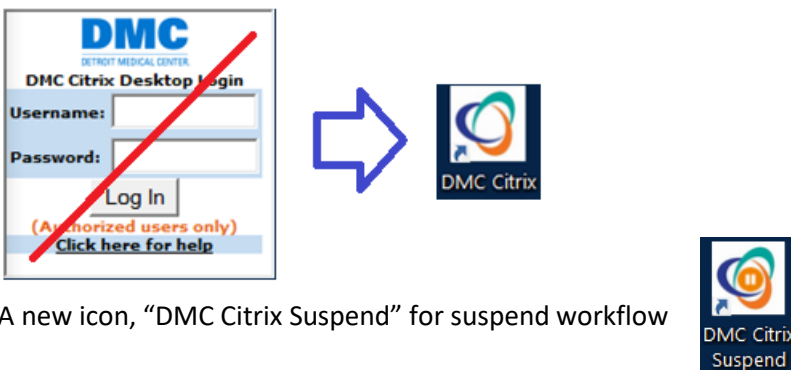 DMC
DETROIT MEDICAL CENTER
DMC Citrix Desktop Login
Username:
Password:
Log In
(Authorized users only)
Click here for help
DMC Citrix
A new icon, “DMC Citrix Suspend” for suspend workflow
DMC Citrix
Suspend